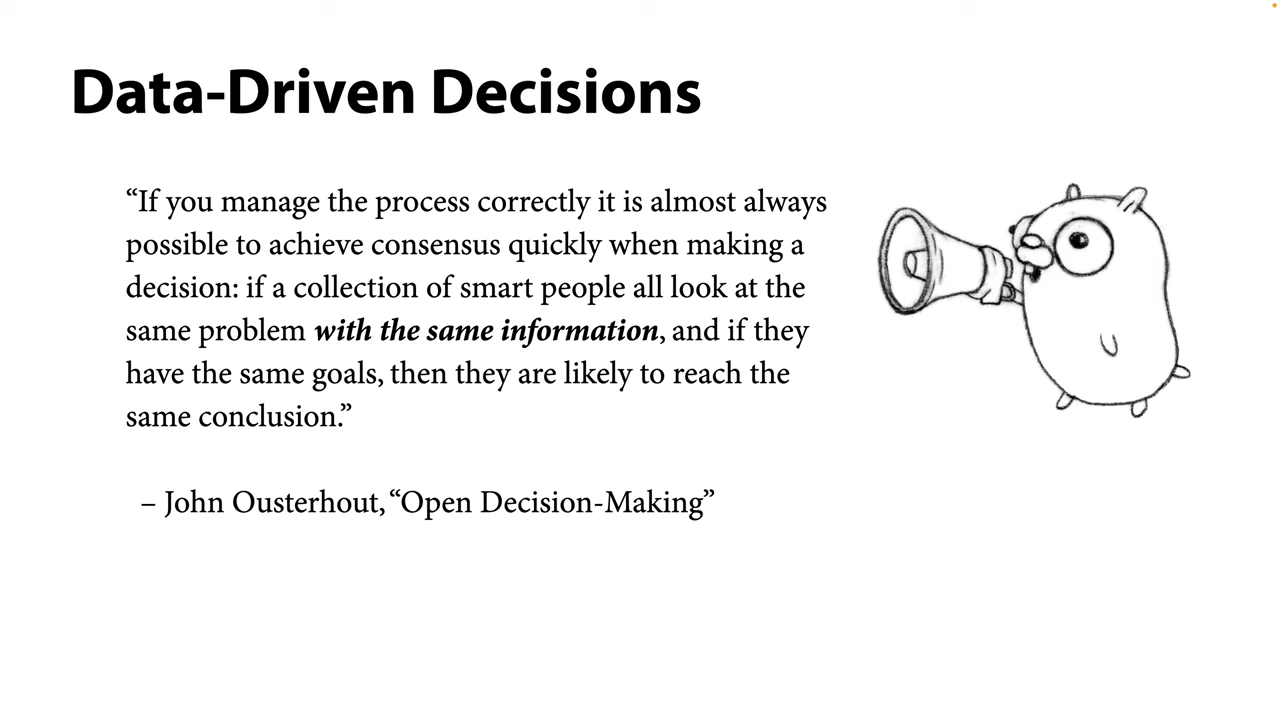 Data-Driven Decisions
“If you manage the process correctly it is almost always
possible to achieve consensus quickly when making a
decision: if a collection of smart people all look at the
same problem with the same information, and if they
have the same goals, then they are likely to reach the
same conclusion.”
– John Ousterhout, “Open Decision-Making”